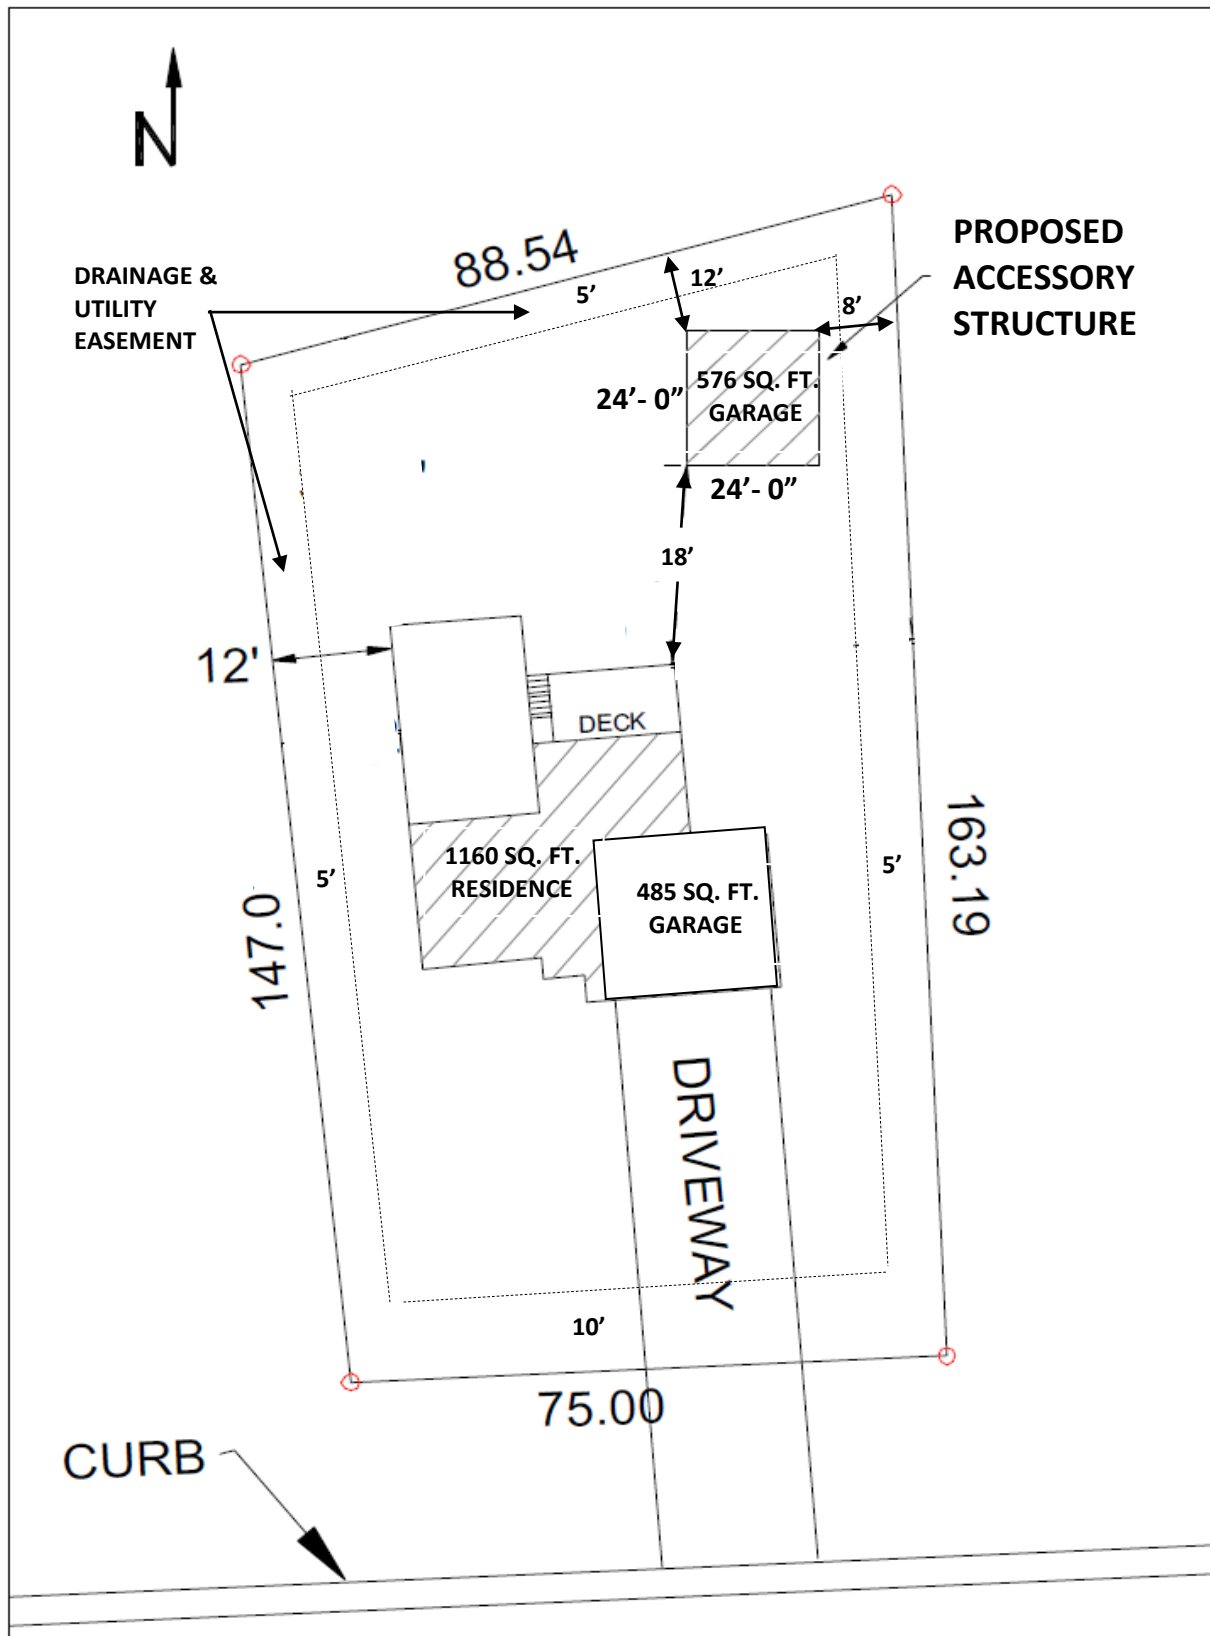 N
88.54
PROPOSED
ACCESSORY
STRUCTURE
DRAINAGE &
UTILITY
EASEMENT
5’
12’
8’
576 SQ. FT.
GARAGE
24’- 0”
24’- 0”
18’
12'
DECK
1160 SQ. FT.
RESIDENCE
485 SQ. FT.
GARAGE
5’
5’
147.0
163.19
DRIVEWAY
10’
75.00
CURB